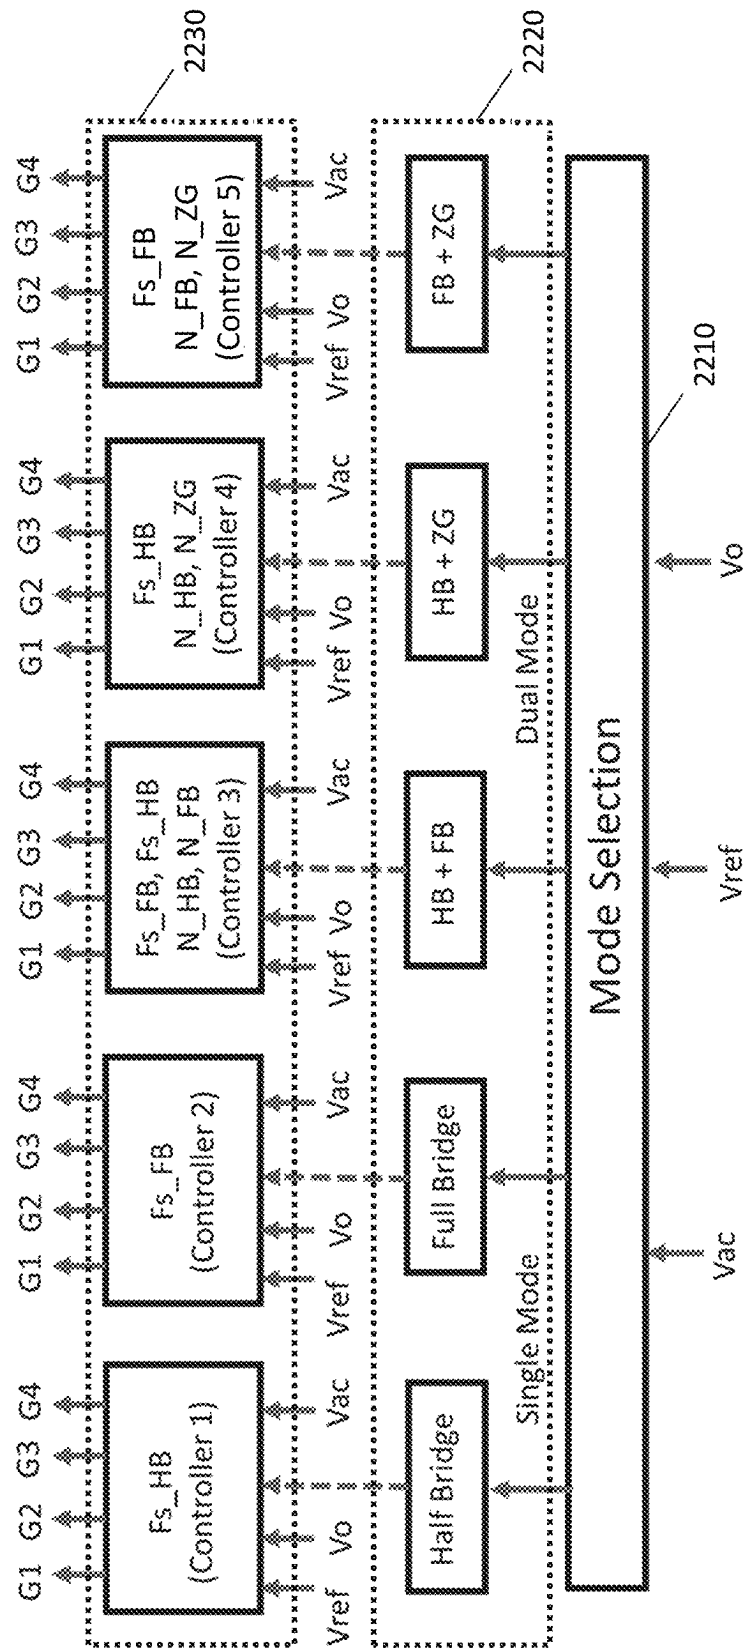 G1 G2 G3 G4 G1 G2 G3 G4 G1 G2 G3 G4 G1 G2 G3 G4 G1 G2 G3 G4
2230
Fs_HB
(Controller 1)
Fs_FB
(Controller 2)
Fs_FB, Fs_HB
N_HB, N_FB
(Controller 3)
Fs_HB
N_HB, N_ZG
(Controller 4)
Fs_FB
N_FB, N_ZG
(Controller 5)
Vref Vo Vac Vref Vo Vac Vref Vo Vac Vref Vo Vac Vref Vo Vac
2220
Half Bridge
Full Bridge
HB + FB
HB + ZG
FB + ZG
Single Mode
Dual Mode
Mode Selection
2210
Vac
Vref
Vo